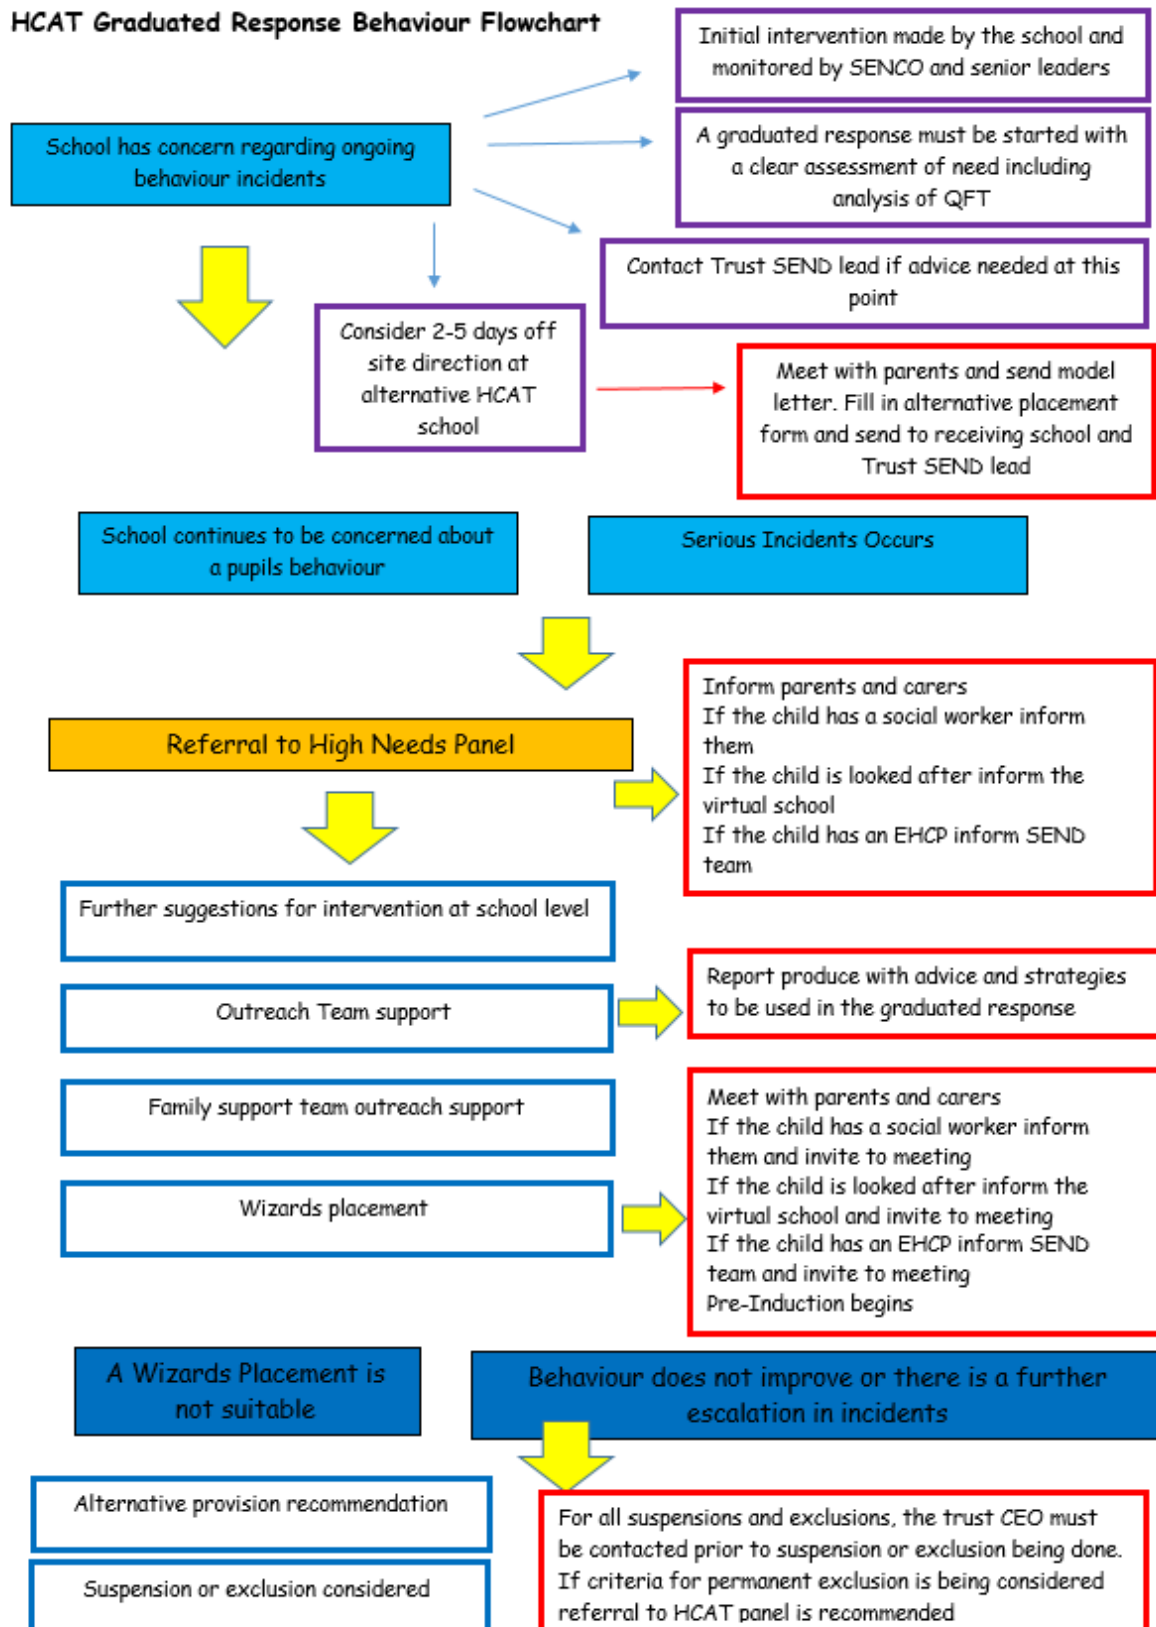 HCAT Graduated Response Behaviour Flowchart
Initial intervention made by the school and
monitored by SENCO and senior leaders
School has concern regarding ongoing
behaviour incidents
A graduated response must be started with
a clear assessment of need including
analysis of QFT
Contact Trust SEND lead if advice needed at this
point
Consider 2-5 days off
site direction at
alternative HCAT
school
Meet with parents and send model
letter. Fill in alternative placement
form and send to receiving school and
Trust SEND lead
School continues to be concerned about
a pupils behaviour
Serious Incidents Occurs
Referral to High Needs Panel
Inform parents and carers
If the child has a social worker inform
them
If the child is looked after inform the
virtual school
If the child has an EHCP inform SEND
team
Further suggestions for intervention at school level
Outreach Team support
Report produce with advice and strategies
to be used in the graduated response
Family support team outreach support
Wizards placement
Meet with parents and carers
If the child has a social worker inform
them and invite to meeting
If the child is looked after inform the
virtual school and invite to meeting
If the child has an EHCP inform SEND
team and invite to meeting
Pre-Induction begins
A Wizards Placement is
not suitable
Behaviour does not improve or there is a further
escalation in incidents
Alternative provision recommendation
Suspension or exclusion considered
For all suspensions and exclusions, the trust CEO must
be contacted prior to suspension or exclusion being done.
If criteria for permanent exclusion is being considered
referral to HCAT panel is recommended